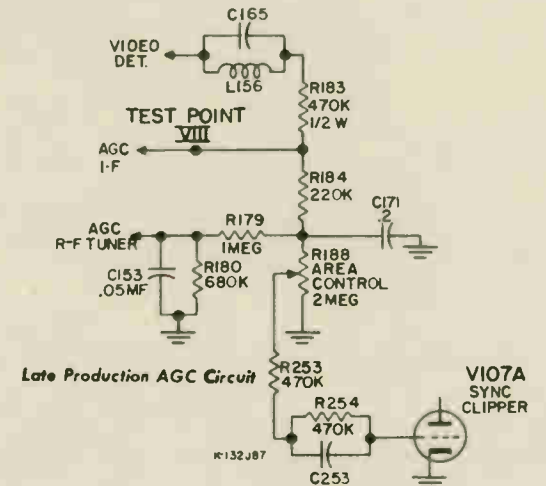 C165
VIDEO
DET.
L156
R183
470K
1/2 W
TEST POINT
VIII
AGC
I-F
R184
220K
C171
.2
AGC
R-F TUNER
R179
1MEG
R188
AREA
CONTROL
2MEG
C153
.05MF
R180
680K
Late Production AGC Circuit
R253
470K
V107A
SYNC
CLIPPER
R254
470K
K-132J87
C253